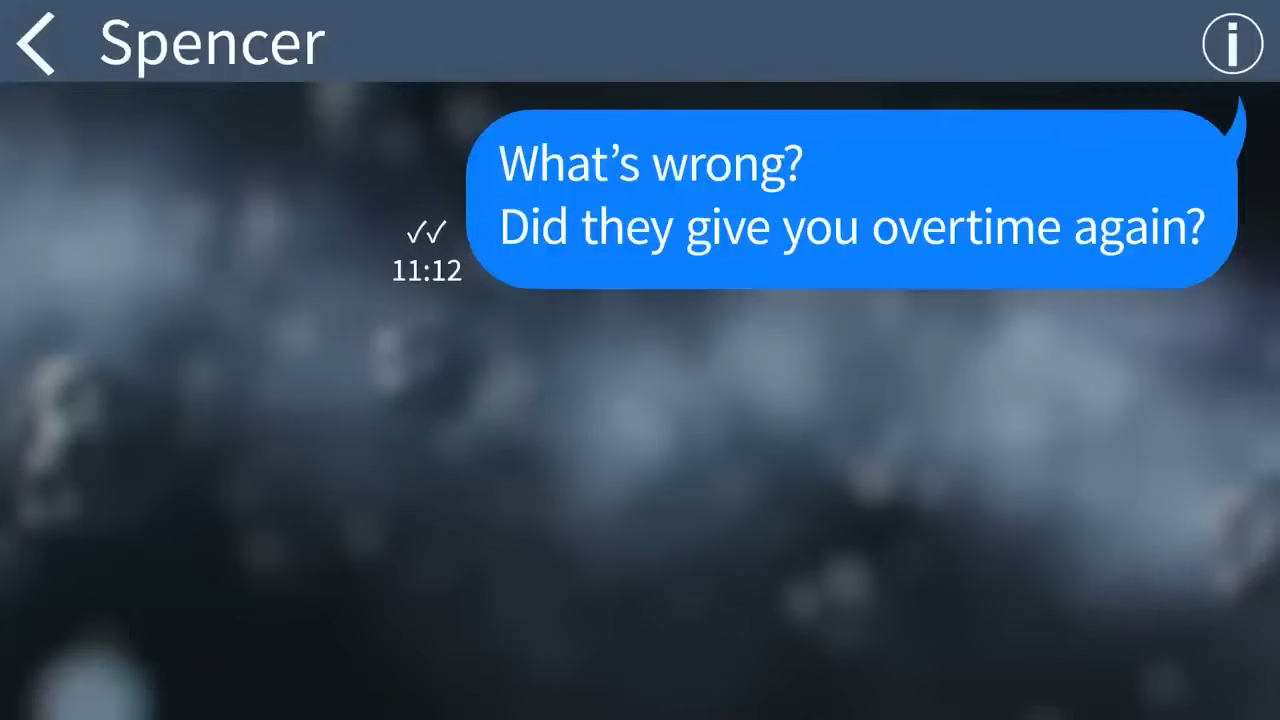 Spencer
What’s wrong?
Did they give you overtime again?
✓✓
11:12